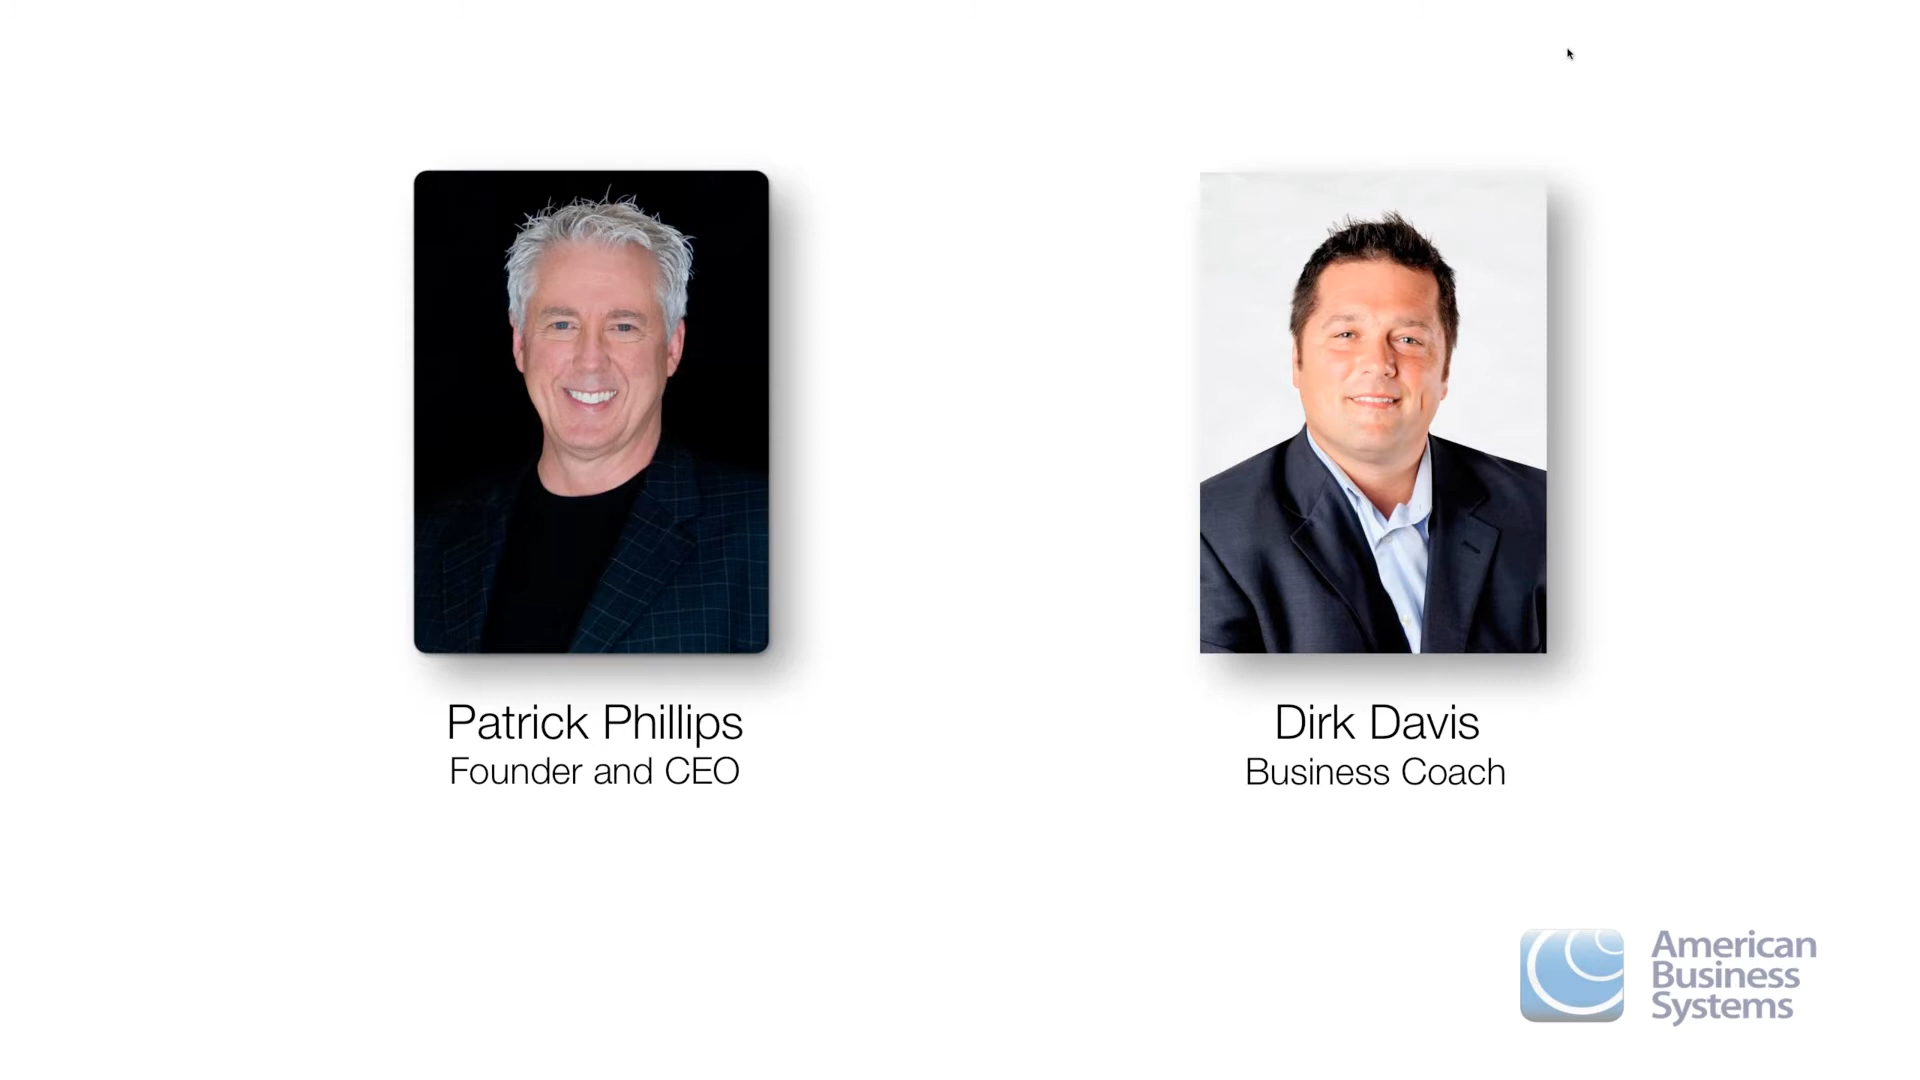 Patrick Phillips
Founder and CEO
Dirk Davis
Business Coach
American
Business
Systems